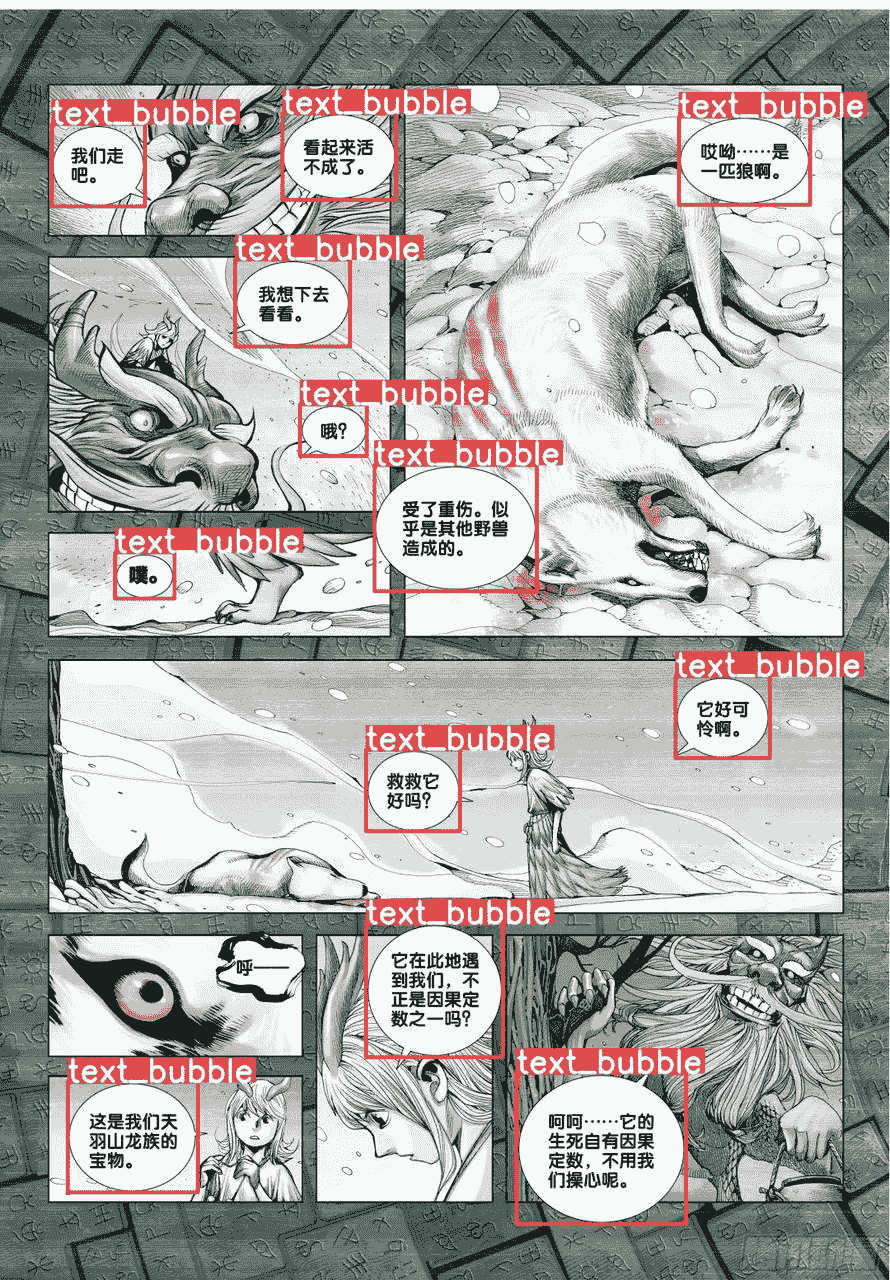 text_bubble
哎呦……是
一匹狼啊。
text_bubble
受了重伤。似
乎是其他野兽
造成的。
text_bubble
看起来活
不成了。
text_bubble
我们走
吧。
text_bubble
我想下去
看看。
text_bubble
哦？
text_bubble
噗。
text_bubble
它好可
怜啊。
text_bubble
救救它
好吗？
text_bubble
呵呵……它的
生死自有因果
定数，不用我
们操心呢。
text_bubble
它在此地遇
到我们，不
正是因果定
数之一吗？
呼——
text_bubble
这是我们天
羽山龙族的
宝物。